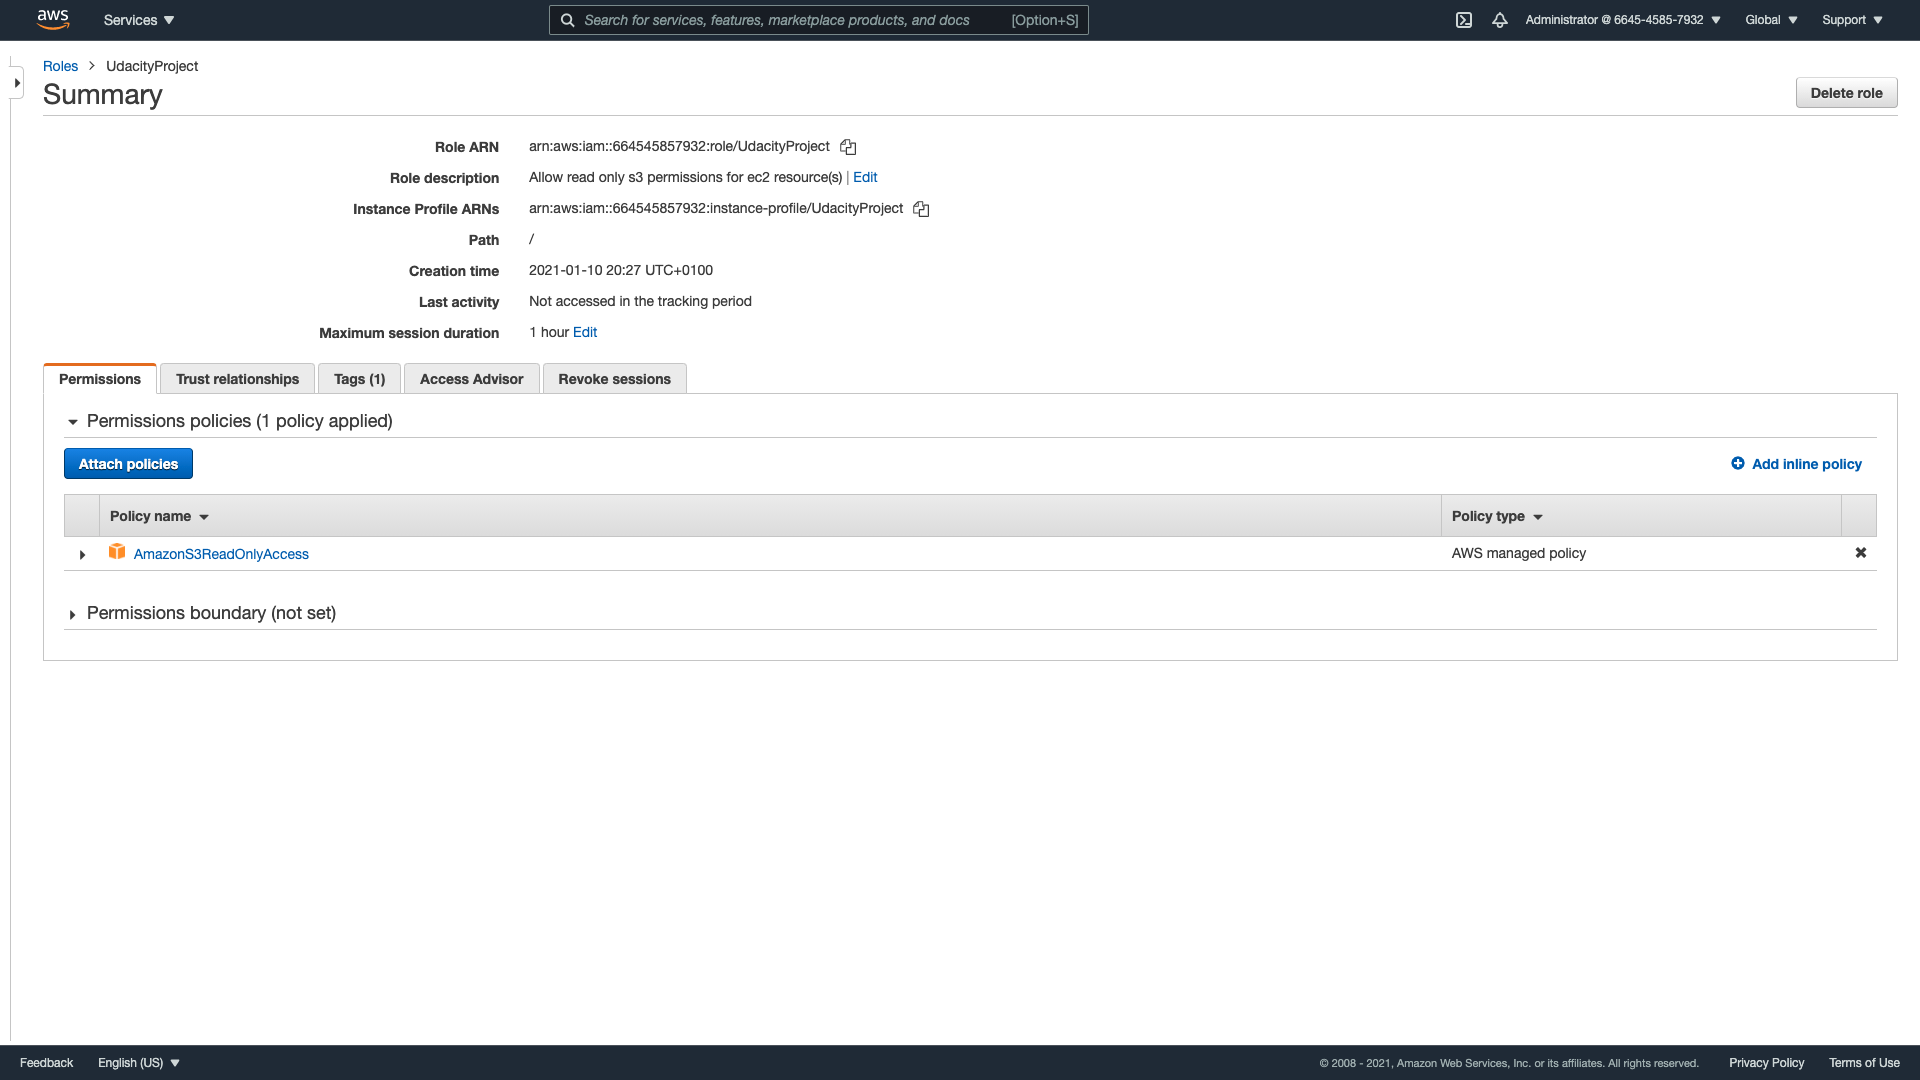 aws
Services
Search for services, features, marketplace products, and docs [Option+S]
Administrator @ 6645-4585-7932
Global
Support
Roles > UdacityProject
Summary
Delete role
Role ARN arn:aws:iam::664545857932:role/UdacityProject
Role description Allow read only s3 permissions for ec2 resource(s) | Edit
Instance Profile ARNs arn:aws:iam::664545857932:instance-profile/UdacityProject
Path /
Creation time 2021-01-10 20:27 UTC+0100
Last activity Not accessed in the tracking period
Maximum session duration 1 hour Edit
Permissions Trust relationships Tags (1) Access Advisor Revoke sessions
Permissions policies (1 policy applied)
Attach policies
Add inline policy
Policy name Policy type
AmazonS3ReadOnlyAccess AWS managed policy
Permissions boundary (not set)
Feedback English (US) © 2008 - 2021, Amazon Web Services, Inc. or its affiliates. All rights reserved. Privacy Policy Terms of Use